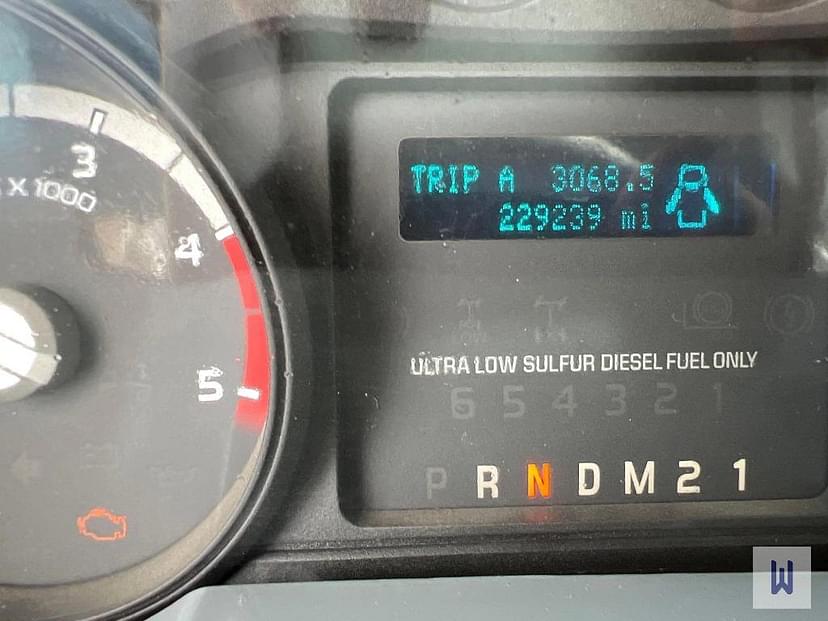 3
X 1000
4
5
TRIP A 3068.5
229239 mi
ULTRA LOW SULFUR DIESEL FUEL ONLY
6 5 4 3 2 1
P R N D M 2 1
W